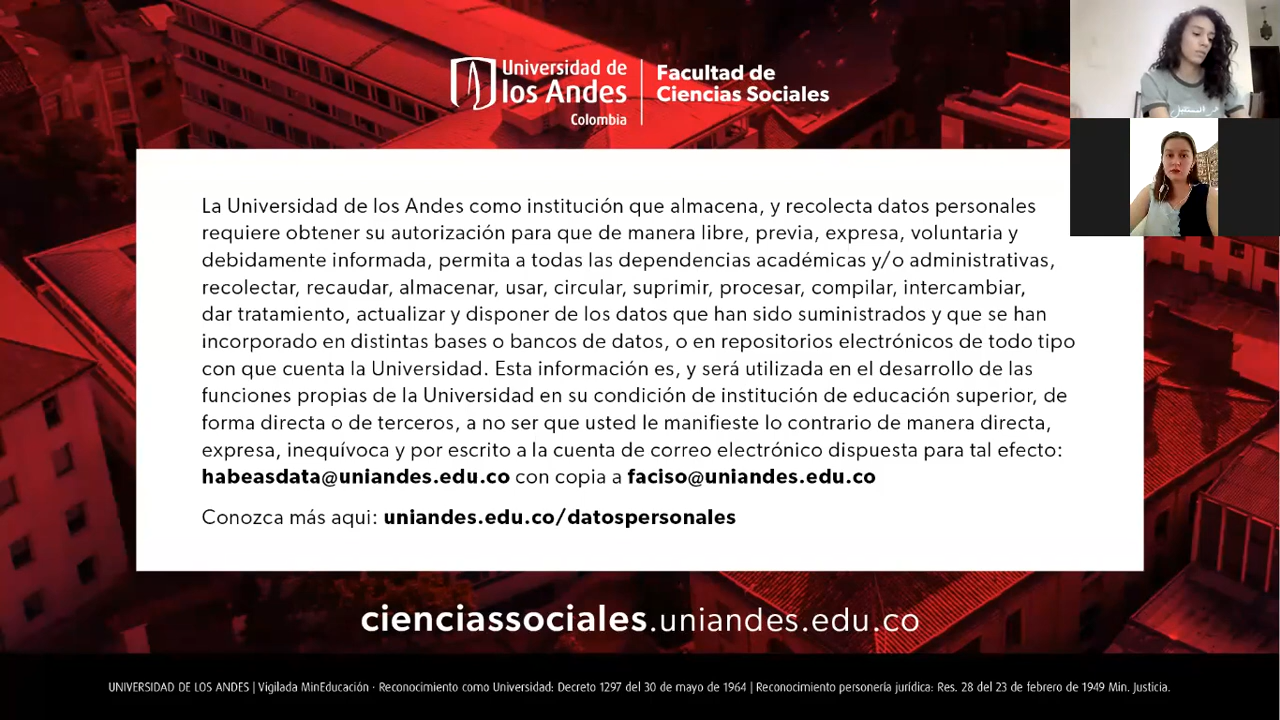 Universidad de
los Andes
Colombia
Facultad de
Ciencias Sociales
La Universidad de los Andes como institución que almacena, y recolecta datos personales
requiere obtener su autorización para que de manera libre, previa, expresa, voluntaria y
debidamente informada, permita a todas las dependencias académicas y/o administrativas,
recolectar, recaudar, almacenar, usar, circular, suprimir, procesar, compilar, intercambiar,
dar tratamiento, actualizar y disponer de los datos que han sido suministrados y que se han
incorporado en distintas bases o bancos de datos, o en repositorios electrónicos de todo tipo
con que cuenta la Universidad. Esta información es, y será utilizada en el desarrollo de las
funciones propias de la Universidad en su condición de institución de educación superior, de
forma directa o de terceros, a no ser que usted le manifieste lo contrario de manera directa,
expresa, inequívoca y por escrito a la cuenta de correo electrónico dispuesta para tal efecto:
habeasdata@uniandes.edu.co con copia a faciso@uniandes.edu.co
Conozca más aqui: uniandes.edu.co/datospersonales
cienciassociales.uniandes.edu.co
UNIVERSIDAD DE LOS ANDES | Vigilada MinEducación · Reconocimiento como Universidad: Decreto 1297 del 30 de mayo de 1964 | Reconocimiento personería jurídica: Res. 28 del 23 de febrero de 1949 Min. Justicia.